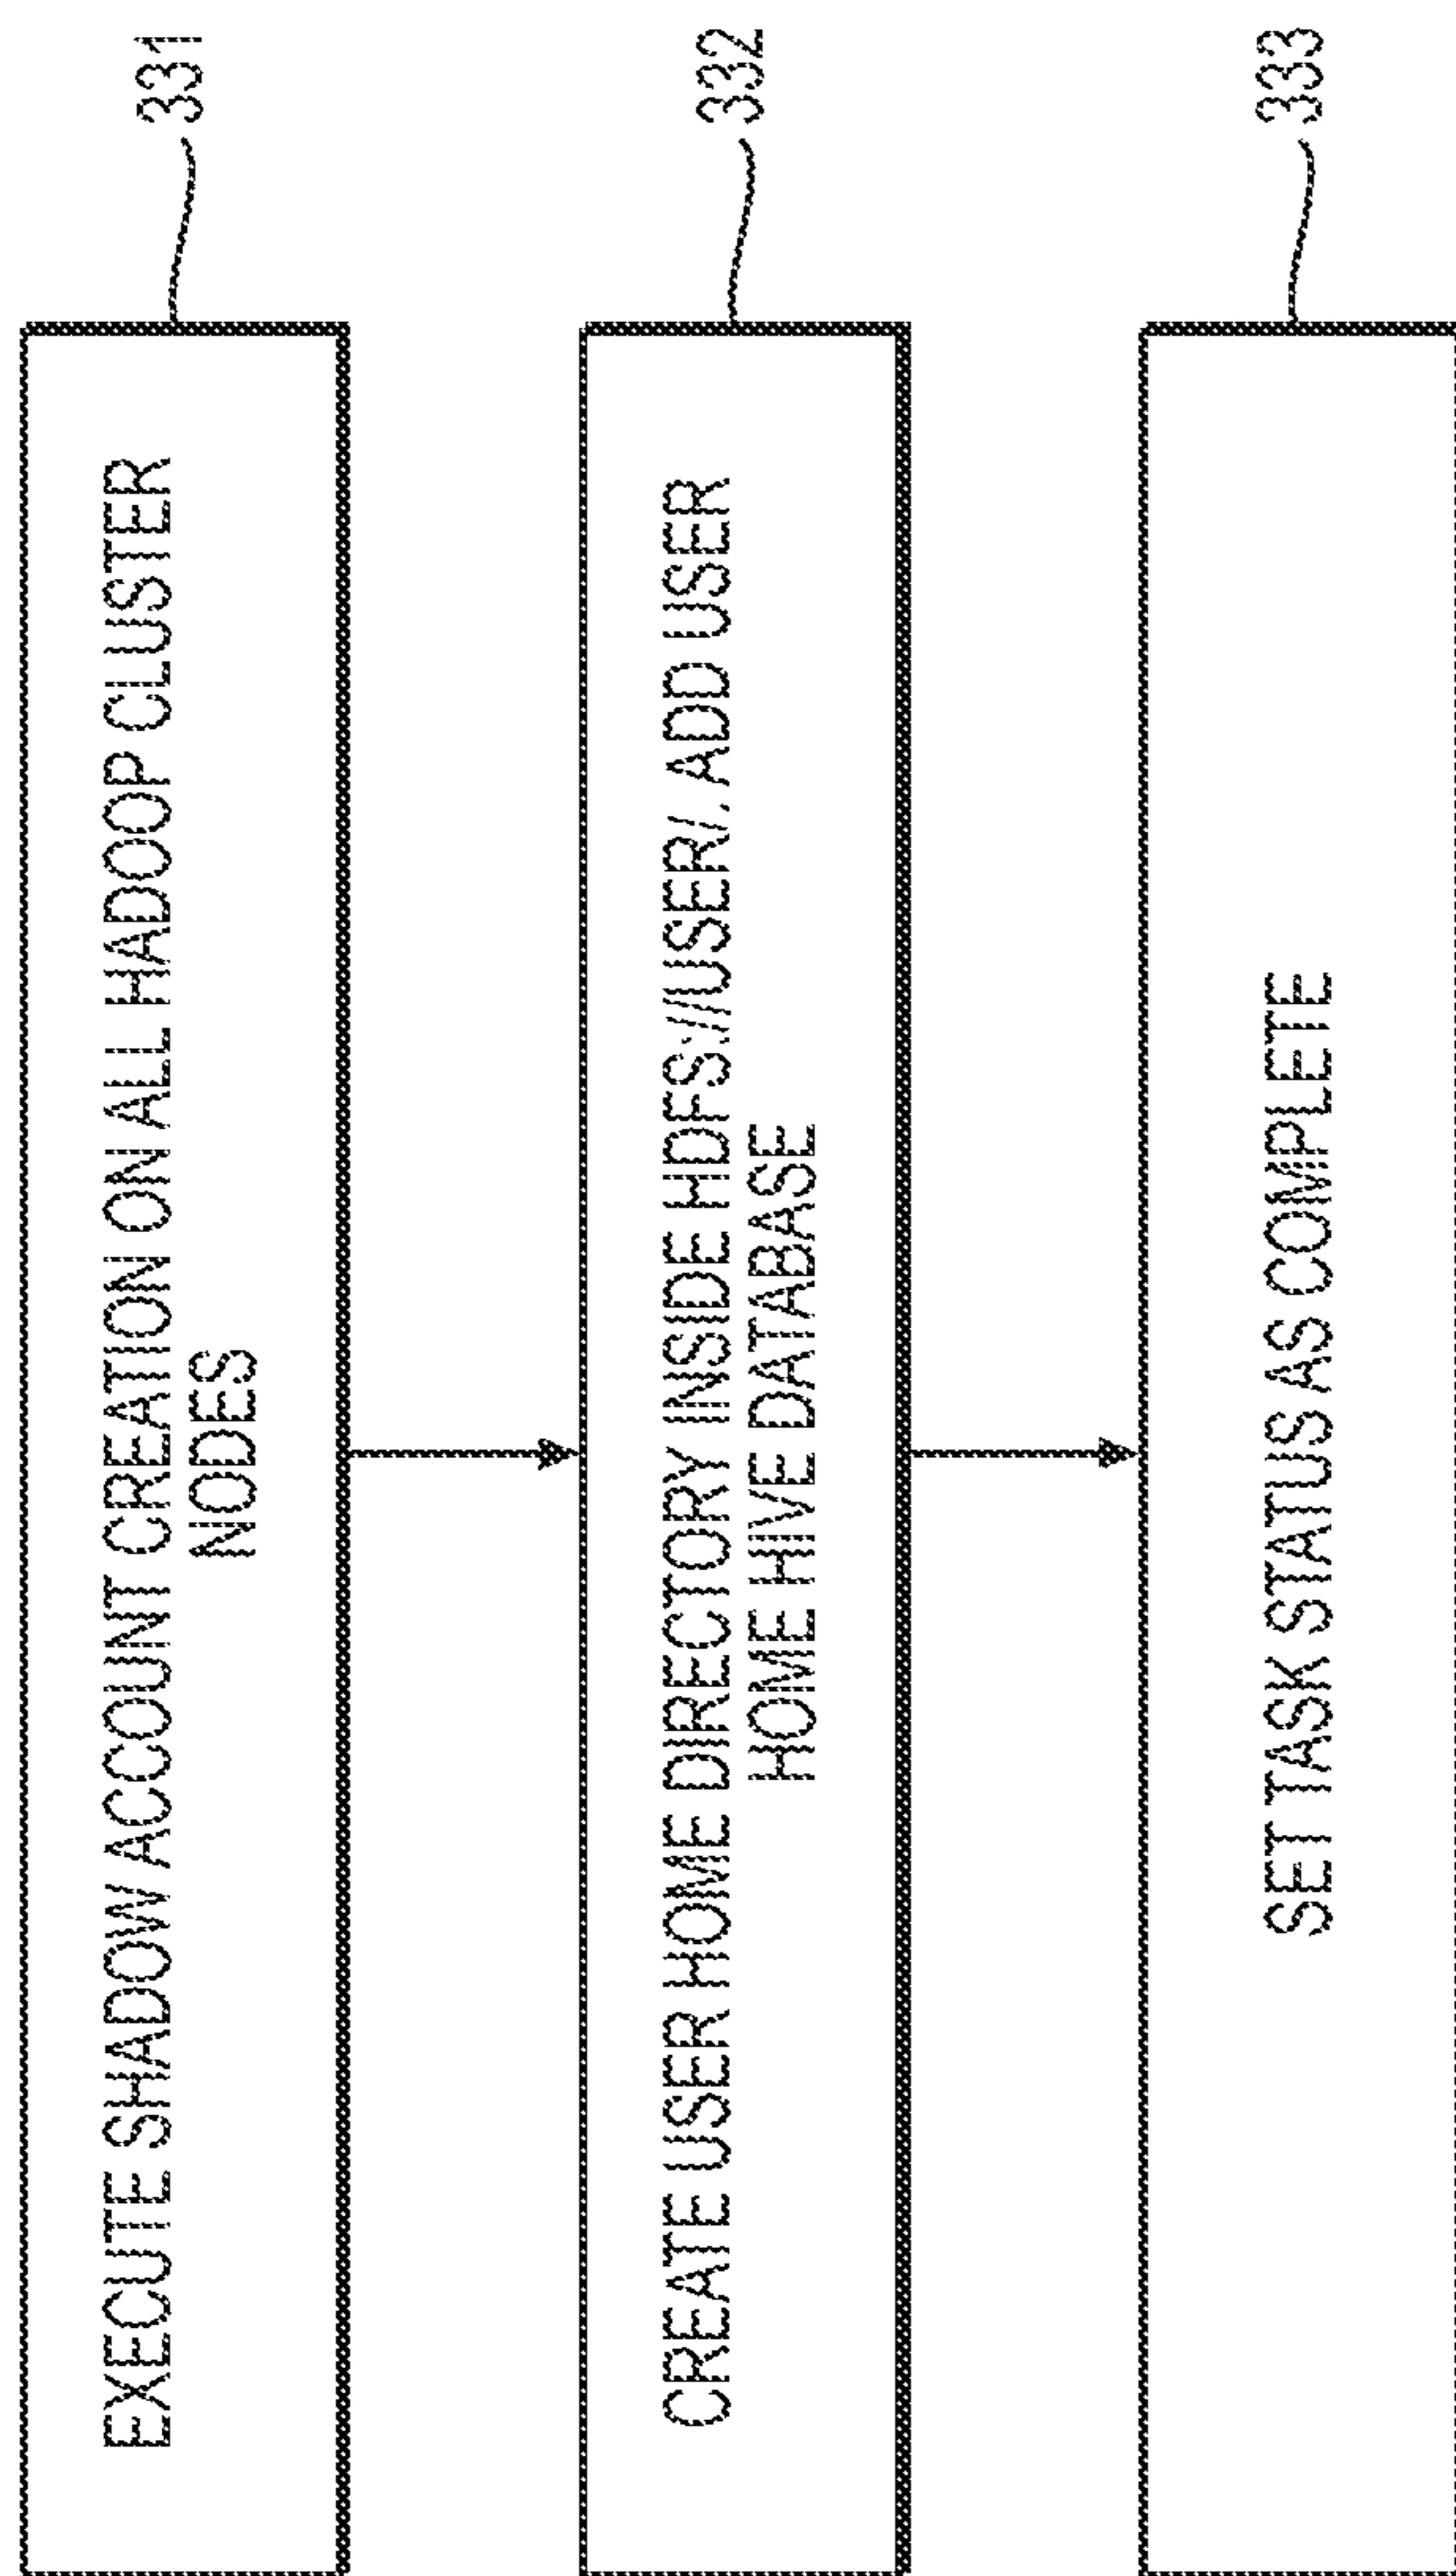 EXECUTE SHADOW ACCOUNT CREATION ON ALL HADOOP CLUSTER
NODES
331
CREATE USER HOME DIRECTORY INSIDE HDFS://USER/. ADD USER
HOME HIVE DATABASE
332
SET TASK STATUS AS COMPLETE
333